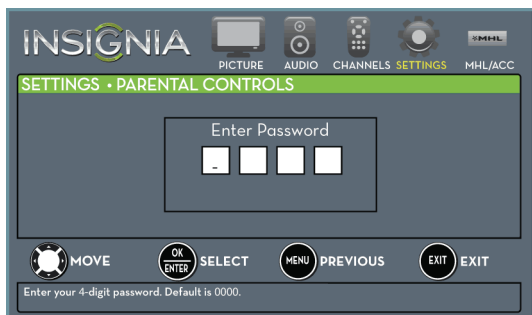 INSIGNIA
PICTURE AUDIO CHANNELS SETTINGS MHL MHL/ACC
SETTINGS • PARENTAL CONTROLS
Enter Password
_
MOVE OK ENTER SELECT MENU PREVIOUS EXIT EXIT
Enter your 4-digit password. Default is 0000.